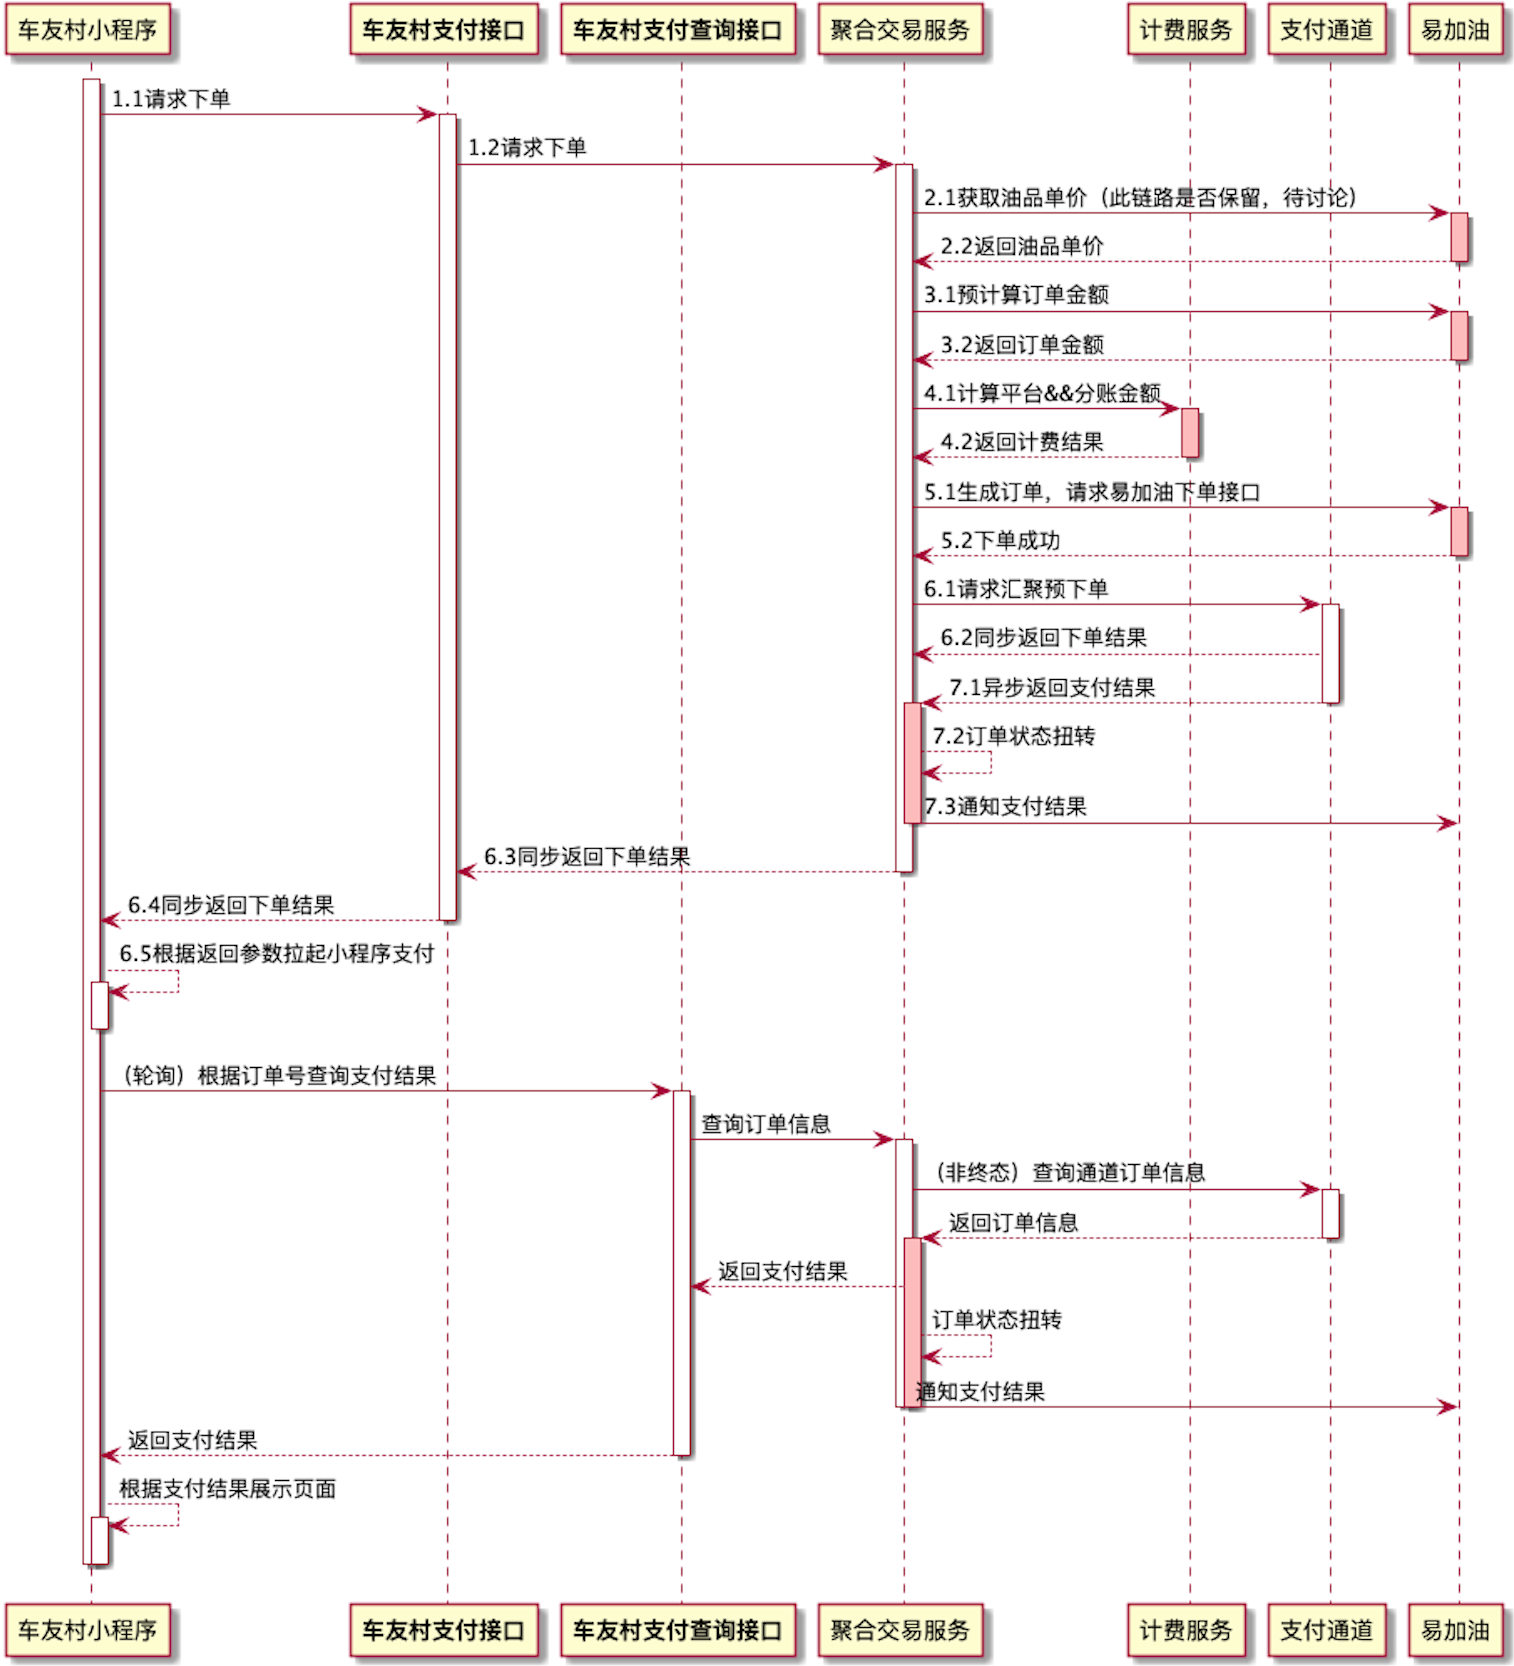 车友村小程序
车友村支付接口
车友村支付查询接口
聚合交易服务
计费服务
支付通道
易加油
1.1请求下单
1.2请求下单
2.1获取油品单价（此链路是否保留，待讨论）
2.2返回油品单价
3.1预计算订单金额
3.2返回订单金额
4.1计算平台&&分账金额
4.2返回计费结果
5.1生成订单，请求易加油下单接口
5.2下单成功
6.1请求汇聚预下单
6.2同步返回下单结果
7.1异步返回支付结果
7.2订单状态扭转
7.3通知支付结果
6.3同步返回下单结果
6.4同步返回下单结果
6.5根据返回参数拉起小程序支付
（轮询）根据订单号查询支付结果
查询订单信息
（非终态）查询通道订单信息
返回订单信息
返回支付结果
订单状态扭转
通知支付结果
返回支付结果
根据支付结果展示页面
车友村小程序
车友村支付接口
车友村支付查询接口
聚合交易服务
计费服务
支付通道
易加油